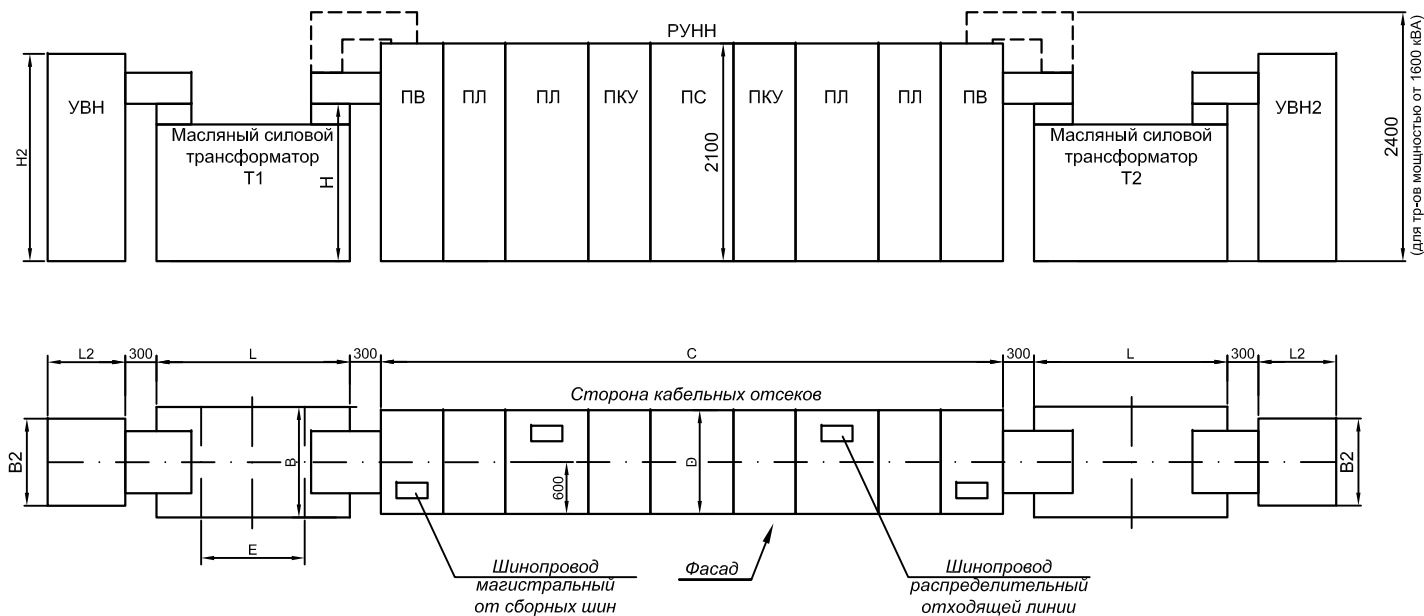 РУНН
УВН
ПВ
ПЛ
ПЛ
ПКУ
ПС
ПКУ
ПЛ
ПЛ
ПВ
УВН2
Масляный силовой
трансформатор
Т1
Масляный силовой
трансформатор
Т2
H2
H
2100
2400
(для тр-ов мощностью от 1600 кВА)
L2
300
L
300
C
300
L
300
L2
Сторона кабельных отсеков
B2
B
600
D
B2
E
Шинопровод
магистральный
от сборных шин
Фасад
Шинопровод
распределительный
отходящей линии